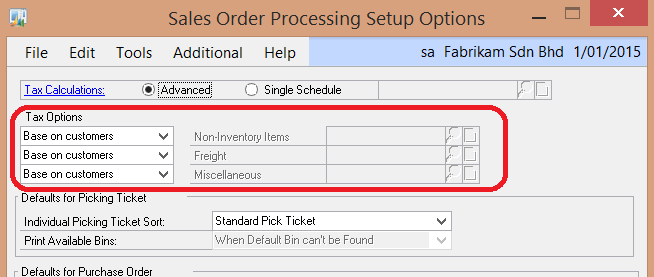 Sales Order Processing Setup Options
File Edit Tools Additional Help sa Fabrikam Sdn Bhd 1/01/2015
Tax Calculations: Advanced Single Schedule
Tax Options
Base on customers Non-Inventory Items
Base on customers Freight
Base on customers Miscellaneous
Defaults for Picking Ticket
Individual Picking Ticket Sort: Standard Pick Ticket
Print Available Bins: When Default Bin can't be Found
Defaults for Purchase Order